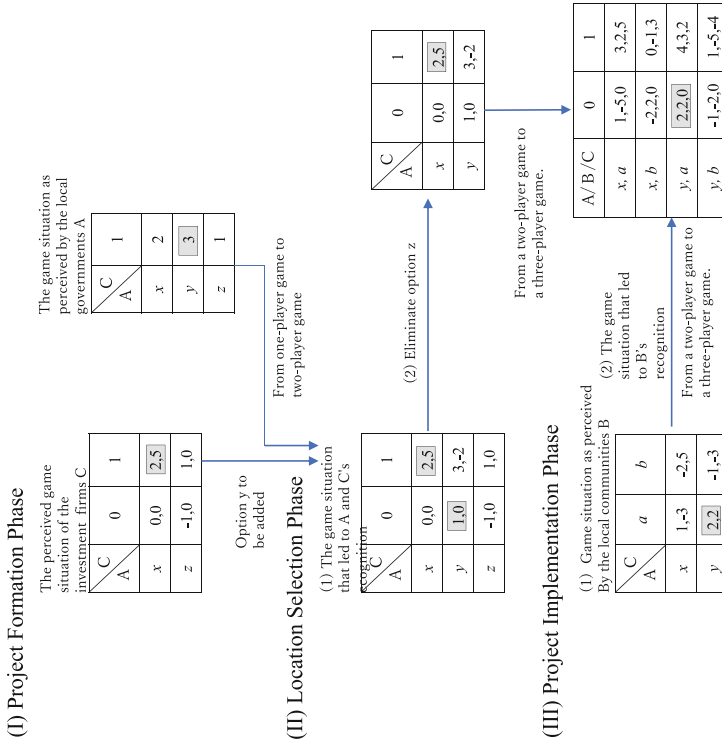 (I) Project Formation Phase
The perceived game
situation of the
investment firms C
C
A
0
1
x
0,0
2,5
z
-1,0
1,0
The game situation as
perceived by the local
governments A
C
A
1
x
2
y
3
z
1
Option y to
be added
From one-player game to
two-player game
(II) Location Selection Phase
(1) The game situation
that led to A and C's
recognition
C
A
0
1
x
0,0
2,5
y
1,0
3,-2
z
-1,0
1,0
(2) Eliminate option z
C
A
0
1
x
0,0
2,5
y
1,0
3,-2
From a two-player game to
a three-player game.
(III) Project Implementation Phase
(1) Game situation as perceived
By the local communities B
C
A
a
b
x
1,-3
-2,5
y
2,2
-1,-3
(2) The game
situation that led
to B's
recognition
From a two-player game to
a three-player game.
A/B/C
0
1
x, a
1,-5,0
3,2,5
x, b
-2,2,0
0,-1,3
y, a
2,2,0
4,3,2
y, b
-1,-2,0
1,-5,-4